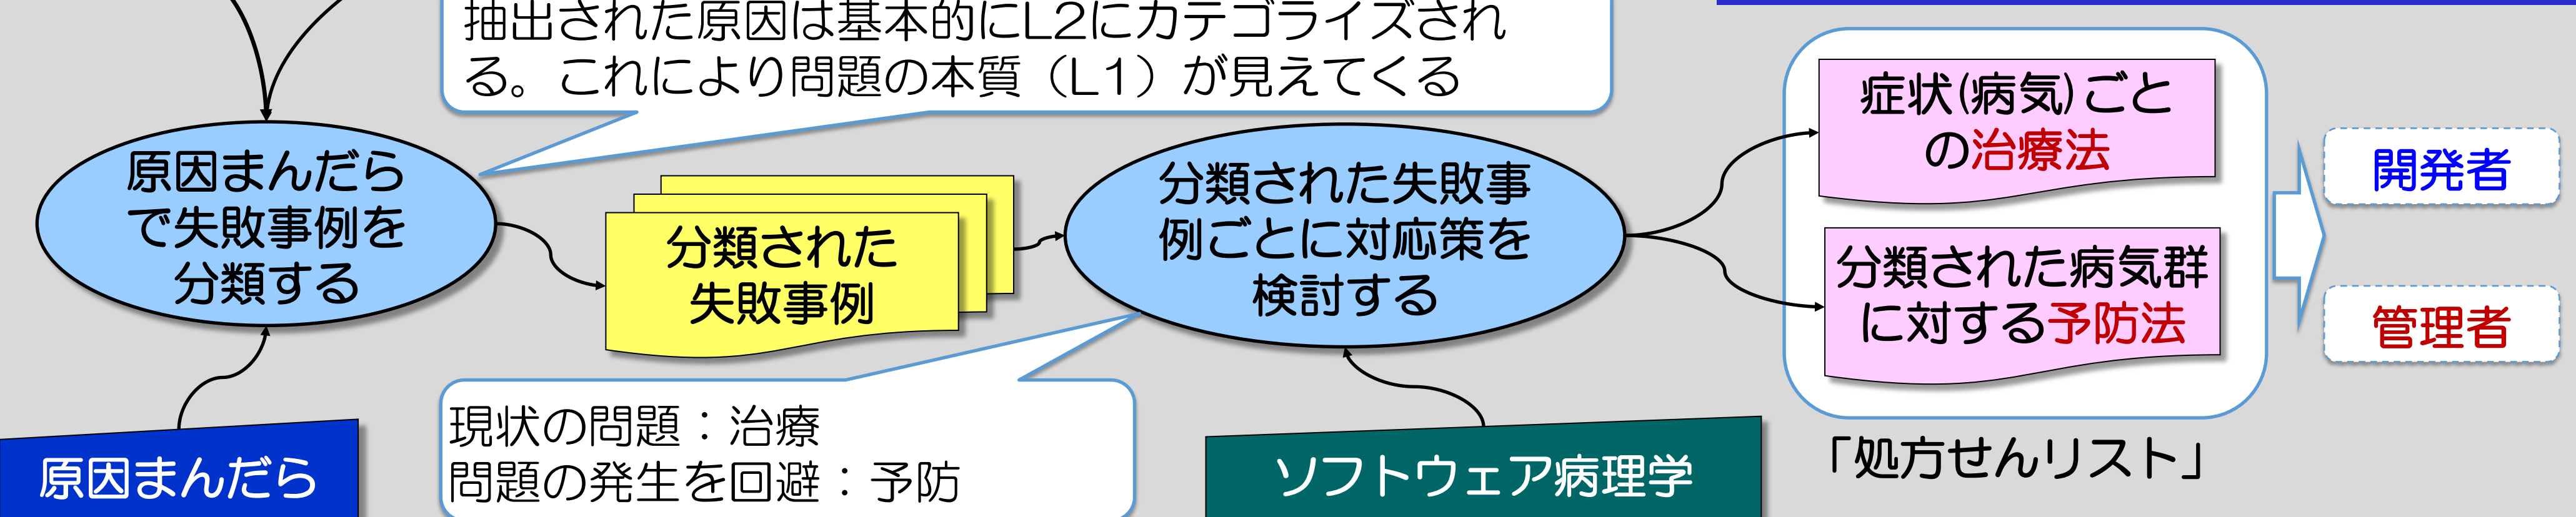 抽出された原因は基本的にL2にカテゴライズされ
る。これにより問題の本質（L1）が見えてくる
原因まんだら
で失敗事例を
分類する
分類された
失敗事例
分類された失敗事
例ごとに対応策を
検討する
症状(病気)ごと
の治療法
分類された病気群
に対する予防法
開発者
管理者
「処方せんリスト」
現状の問題：治療
問題の発生を回避：予防
原因まんだら
ソフトウェア病理学